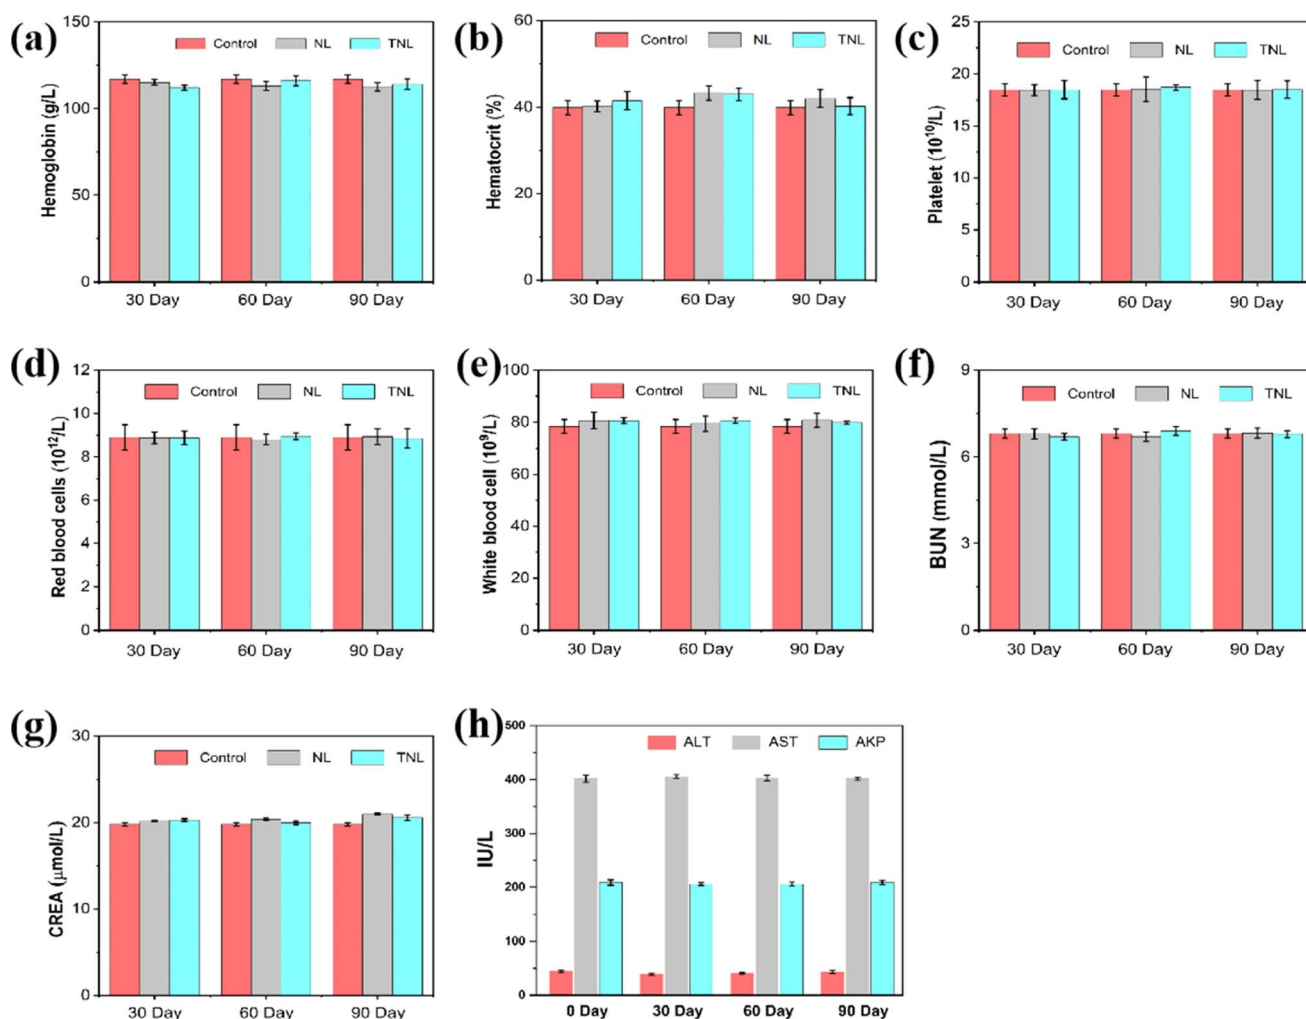 (a)
Control NL TNL
Hemoglobin (g/L)
150
100
50
0
30 Day 60 Day 90 Day
(b)
Control NL TNL
Hematocrit (%)
60
40
20
0
30 Day 60 Day 90 Day
(c)
Control NL TNL
Platelet (10¹⁰/L)
25
20
15
10
5
0
30 Day 60 Day 90 Day
(d)
Control NL TNL
Red blood cells (10¹²/L)
12
10
8
6
4
2
0
30 Day 60 Day 90 Day
(e)
Control NL TNL
White blood cell (10⁹/L)
100
80
60
40
20
0
30 Day 60 Day 90 Day
(f)
Control NL TNL
BUN (mmol/L)
9
6
3
0
30 Day 60 Day 90 Day
(g)
Control NL TNL
CREA (μmol/L)
30
20
10
0
30 Day 60 Day 90 Day
(h)
ALT AST AKP
IU/L
500
400
300
200
100
0
0 Day 30 Day 60 Day 90 Day